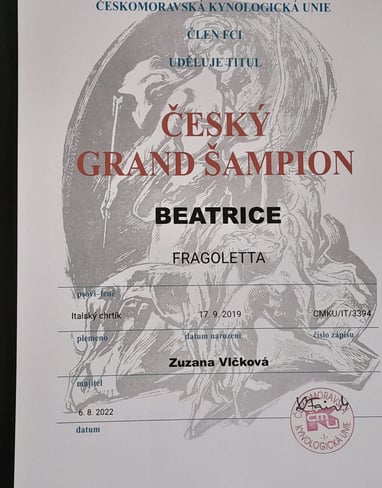 ČESKOMORAVSKÁ KYNOLOGICKÁ UNIE
ČLEN FCI
UDĚLUJE TITUL
ČESKÝ
GRAND ŠAMPION
BEATRICE
FRAGOLETTA
psovi–feně
Italský chrtík 17. 9. 2019 CMKU/IT/3394
plemeno datum narození číslo zápisu
Zuzana Vlčková
majitel
6. 8. 2022
datum
ČESKOMORAVSKÁ
KYNOLOGICKÁ UNIE